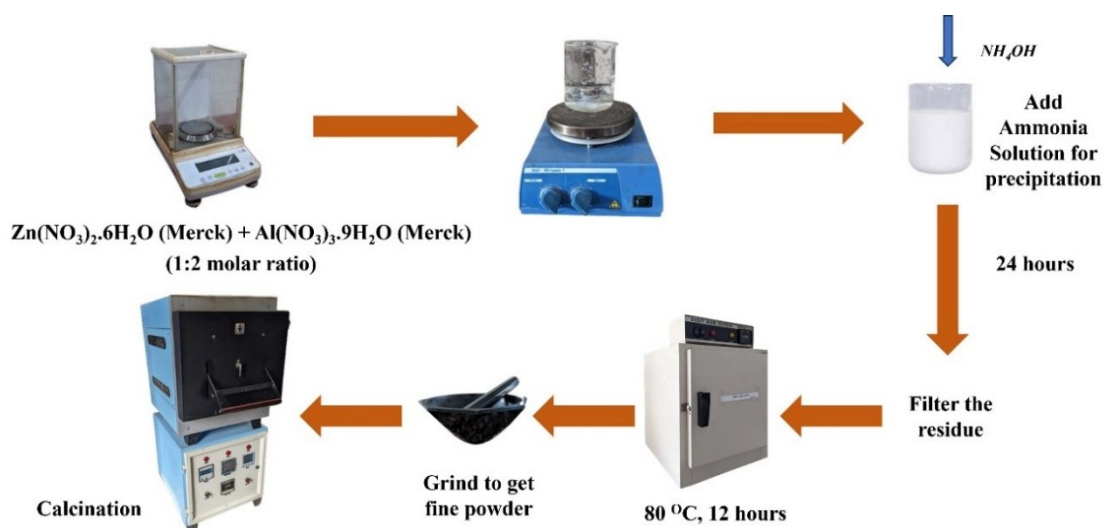 NH₄OH
Add
Ammonia
Solution for
precipitation
Zn(NO₃)₂.6H₂O (Merck) + Al(NO₃)₃.9H₂O (Merck)
(1:2 molar ratio)
24 hours
Filter the
residue
80 ᴼC, 12 hours
Grind to get
fine powder
Calcination